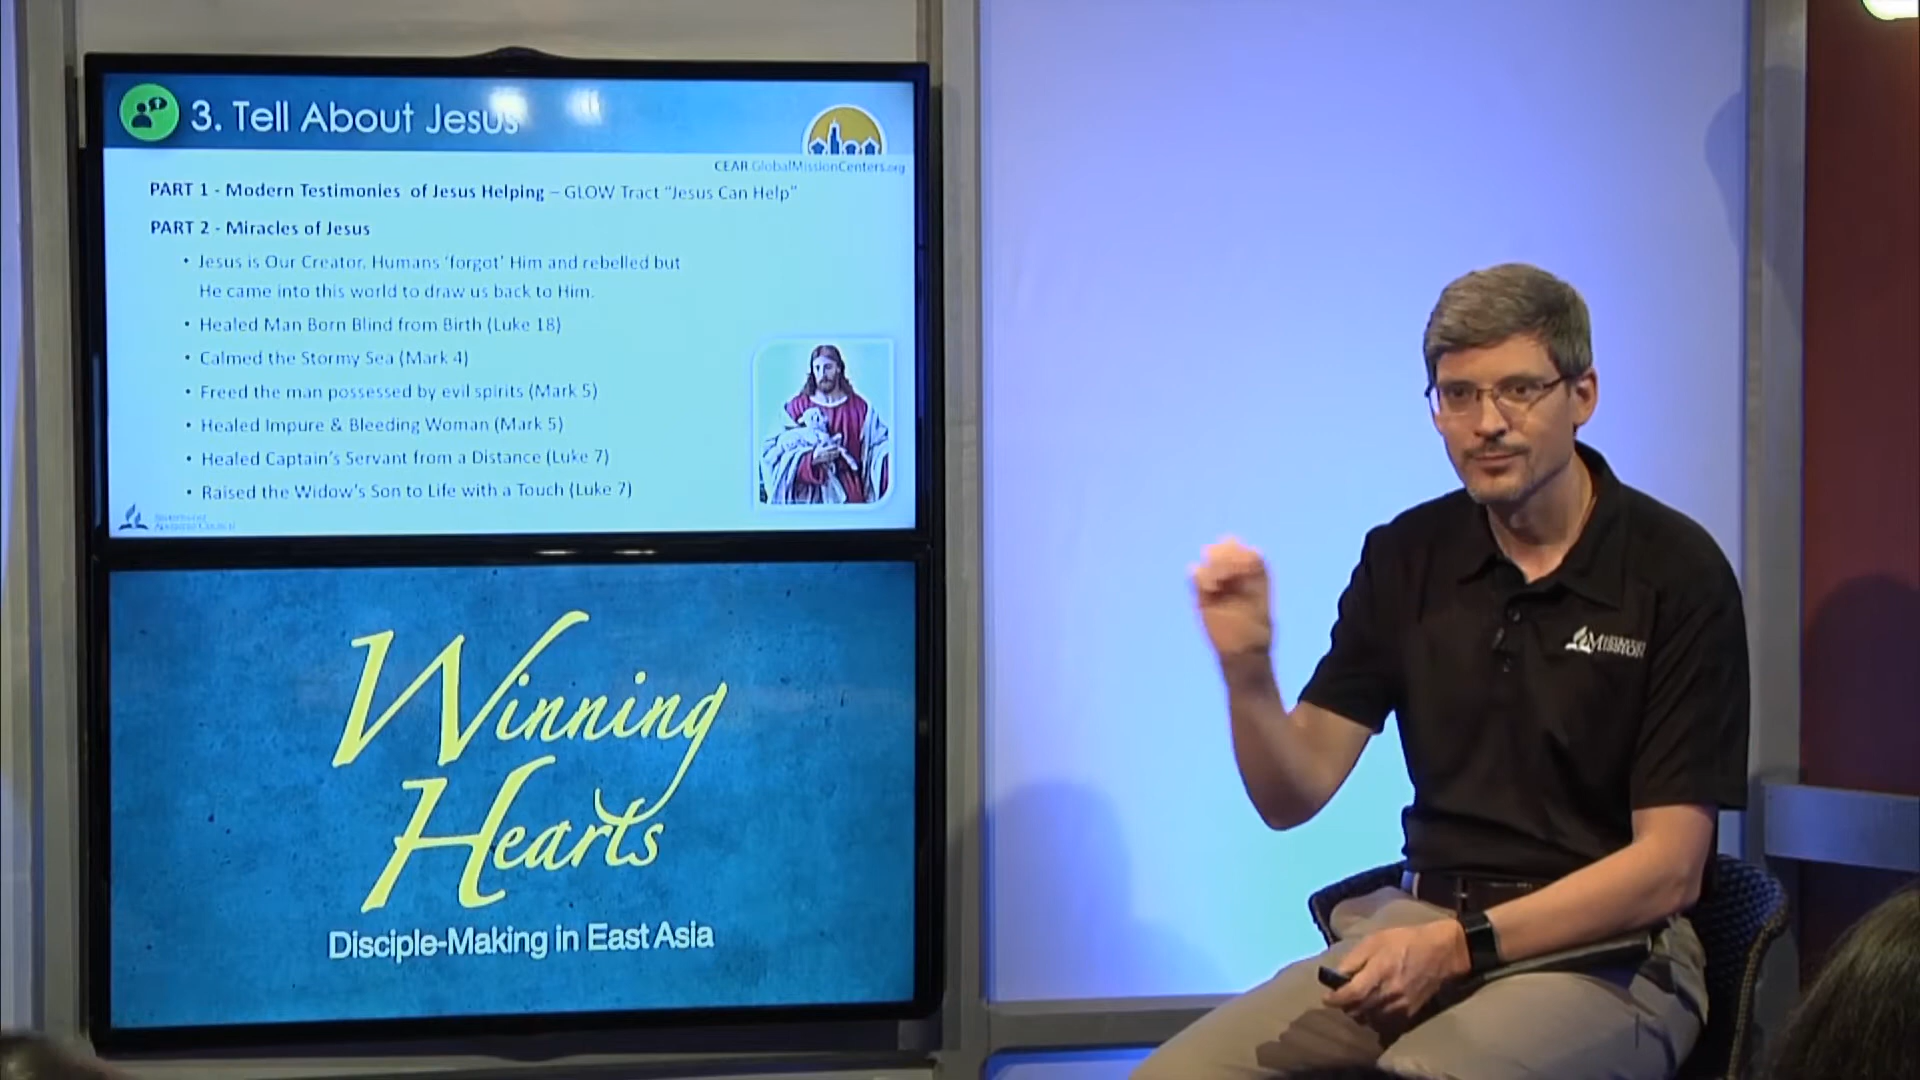 3. Tell About Jesus
CEAR.GlobalMissionCenters.org
PART 1 - Modern Testimonies of Jesus Helping – GLOW Tract “Jesus Can Help”
PART 2 - Miracles of Jesus
• Jesus is Our Creator, Humans ‘forgot’ Him and rebelled but
He came into this world to draw us back to Him.
• Healed Man Born Blind from Birth (Luke 18)
• Calmed the Stormy Sea (Mark 4)
• Freed the man possessed by evil spirits (Mark 5)
• Healed Impure & Bleeding Woman (Mark 5)
• Healed Captain’s Servant from a Distance (Luke 7)
• Raised the Widow’s Son to Life with a Touch (Luke 7)
Winning
Hearts
Disciple-Making in East Asia
MISSION